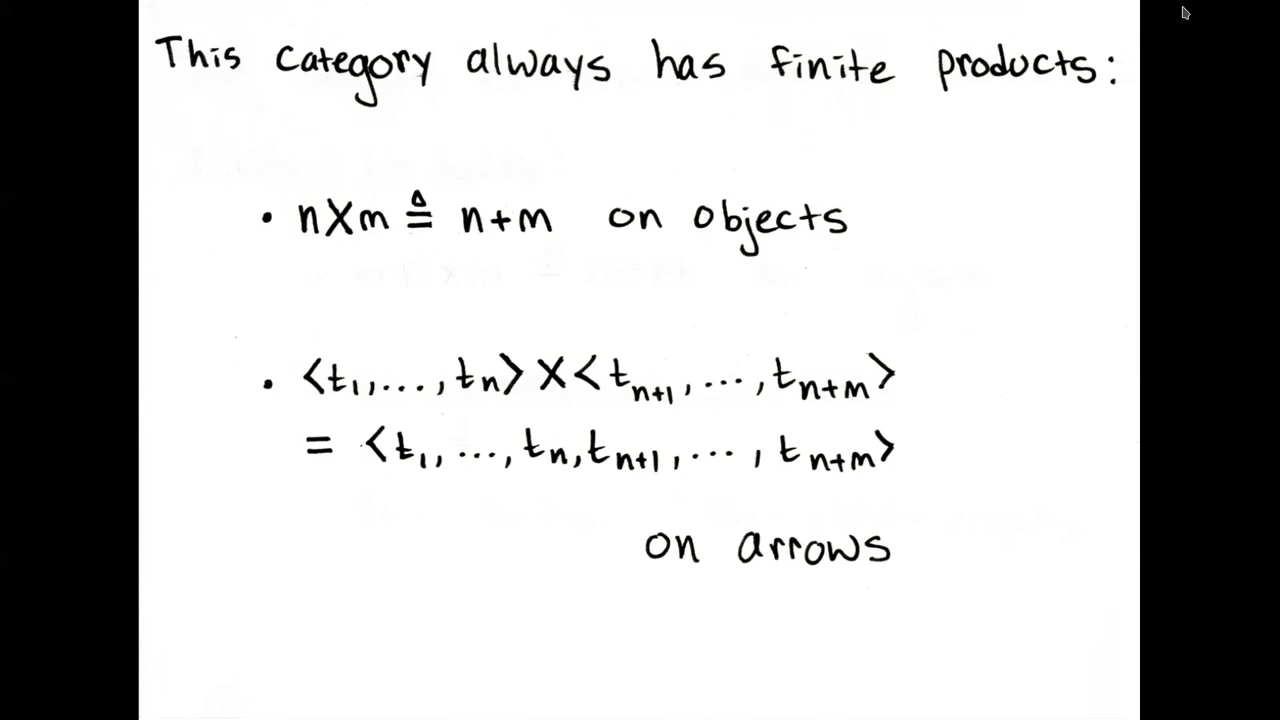 This category always has finite products:
• n×m ≜ n+m on objects
• <t₁,...,tₙ>×<tₙ₊₁,...,tₙ₊ₘ>
= <t₁,...,tₙ,tₙ₊₁,...,tₙ₊ₘ>
on arrows